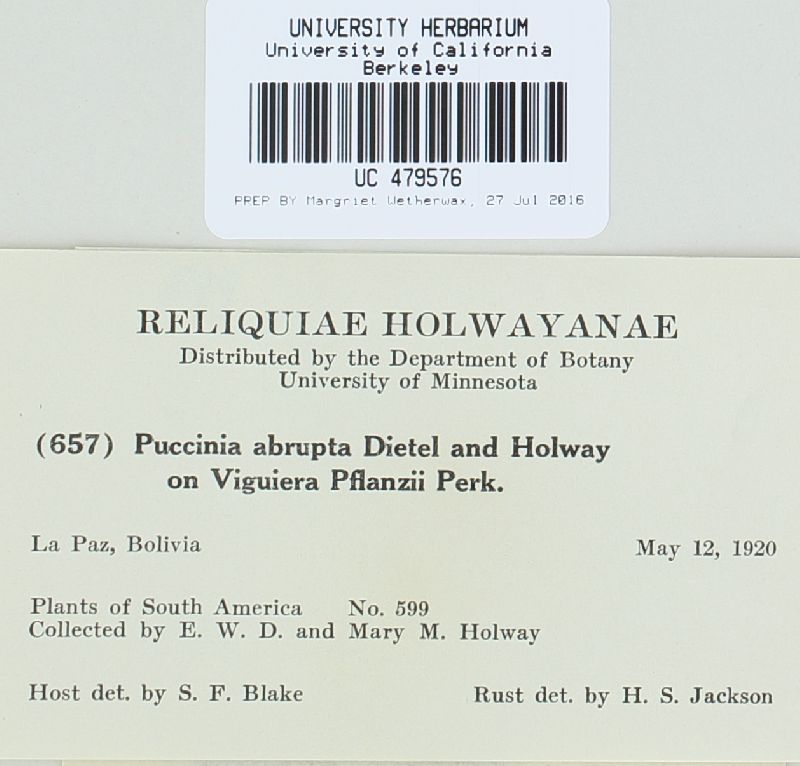 UNIVERSITY HERBARIUM
University of California
Berkeley
UC 479576
PREP BY Margriet Wetherwax, 27 Jul 2016
RELIQUIAE HOLWAYANAE
Distributed by the Department of Botany
University of Minnesota
(657) Puccinia abrupta Dietel and Holway
on Viguiera Pflanzii Perk.
La Paz, Bolivia May 12, 1920
Plants of South America No. 599
Collected by E. W. D. and Mary M. Holway
Host det. by S. F. Blake Rust det. by H. S. Jackson